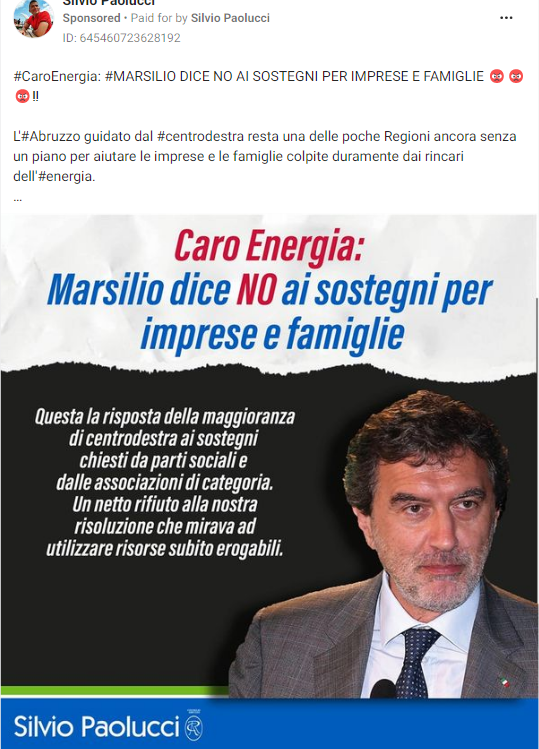 Silvio Paolucci
Sponsored • Paid for by Silvio Paolucci
ID: 645460723628192
#CaroEnergia: #MARSILIO DICE NO AI SOSTEGNI PER IMPRESE E FAMIGLIE
!!
L'#Abruzzo guidato dal #centrodestra resta una delle poche Regioni ancora senza
un piano per aiutare le imprese e le famiglie colpite duramente dai rincari
dell'#energia.
...
Caro Energia:
Marsilio dice NO ai sostegni per
imprese e famiglie
Questa la risposta della maggioranza
di centrodestra ai sostegni
chiesti da parti sociali e
dalle associazioni di categoria.
Un netto rifiuto alla nostra
risoluzione che mirava ad
utilizzare risorse subito erogabili.
Silvio Paolucci